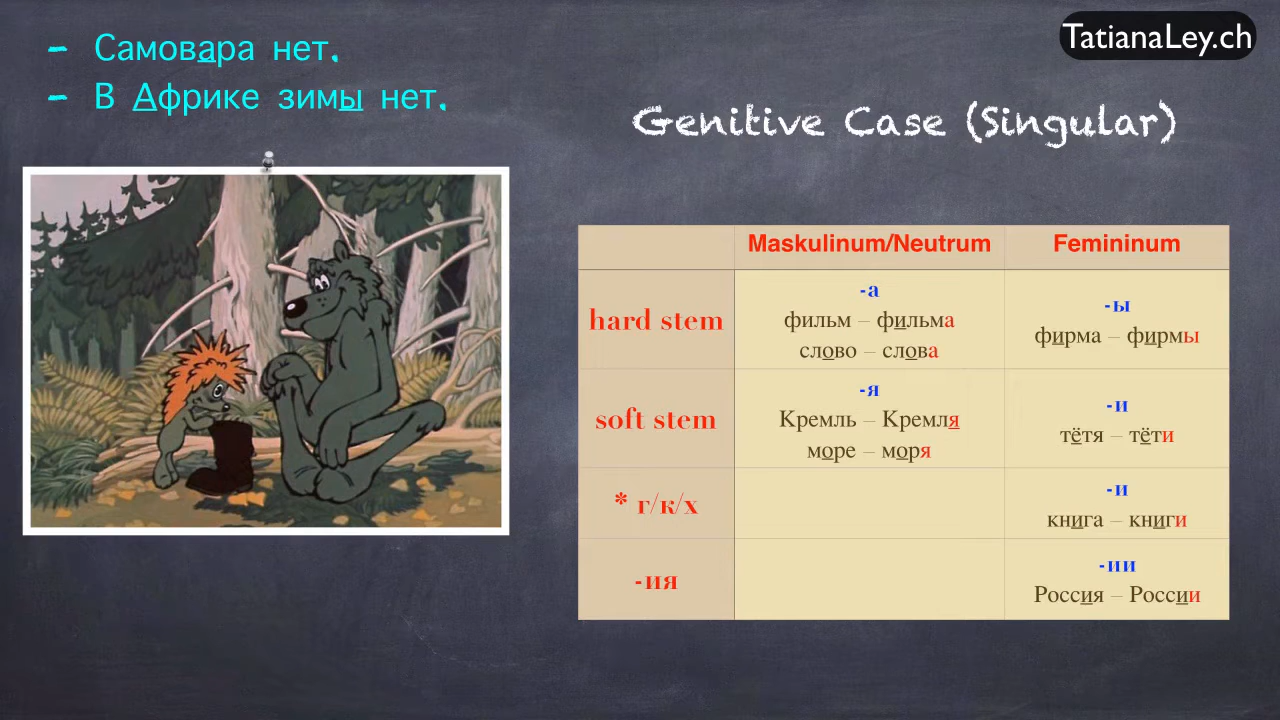 - Самовара нет.
- В Африке зимы нет.
TatianaLey.ch
Genitive Case (Singular)
Maskulinum/Neutrum Femininum
hard stem
-а
фильм – фильма
слово – слова
-ы
фирма – фирмы
soft stem
-я
Кремль – Кремля
море – моря
-и
тётя – тёти
* г/к/х
-и
книга – книги
-ия
-ии
Россия – России